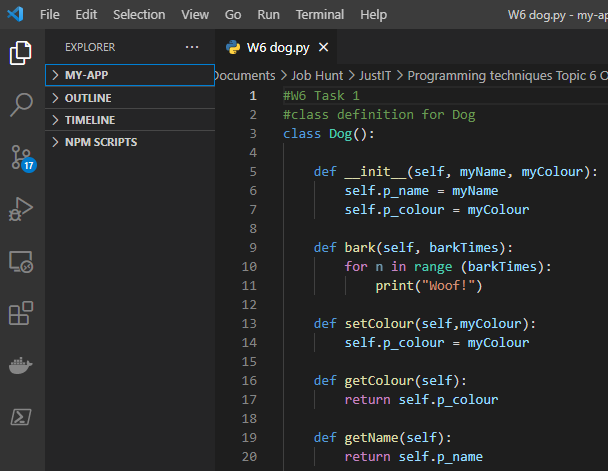 File Edit Selection View Go Run Terminal Help W6 dog.py - my-ap
EXPLORER ···
W6 dog.py
MY-APP
Documents > Job Hunt > JustIT > Programming techniques Topic 6 O
OUTLINE
TIMELINE
NPM SCRIPTS
17
1 #W6 Task 1
2 #class definition for Dog
3 class Dog():
4
5 def __init__(self, myName, myColour):
6 self.p_name = myName
7 self.p_colour = myColour
8
9 def bark(self, barkTimes):
10 for n in range (barkTimes):
11 print("Woof!")
12
13 def setColour(self,myColour):
14 self.p_colour = myColour
15
16 def getColour(self):
17 return self.p_colour
18
19 def getName(self):
20 return self.p_name